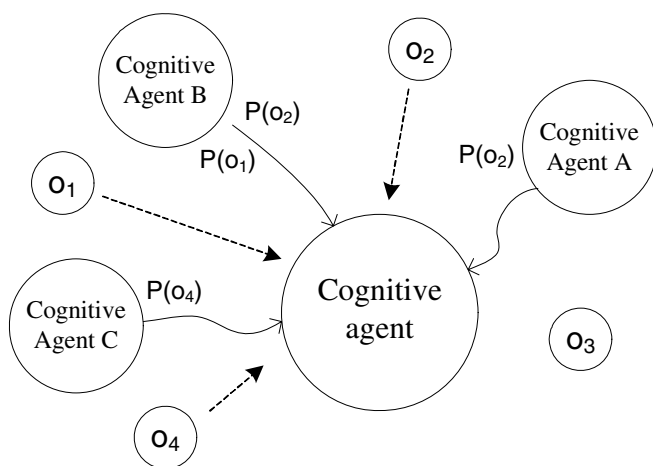 Cognitive
Agent B
o₂
P(o₂)
P(o₁)
P(o₂)
Cognitive
Agent A
o₁
Cognitive
Agent C
P(o₄)
Cognitive
agent
o₃
o₄